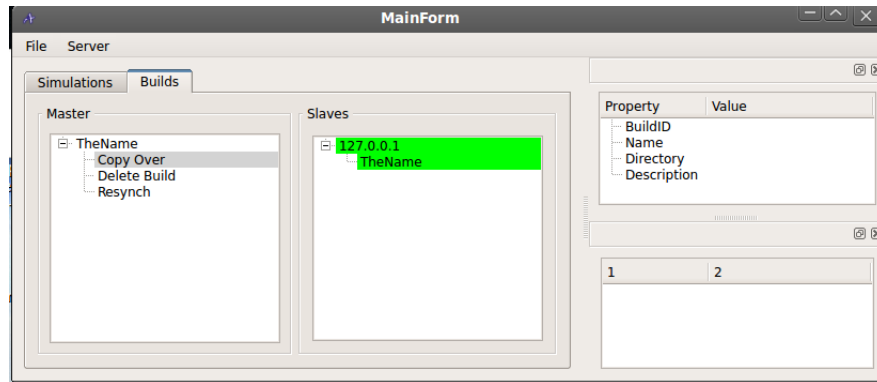 MainForm
File Server
Simulations Builds
Master
TheName
Copy Over
Delete Build
Resynch
Slaves
127.0.0.1
TheName
Property Value
BuildID
Name
Directory
Description
1 2